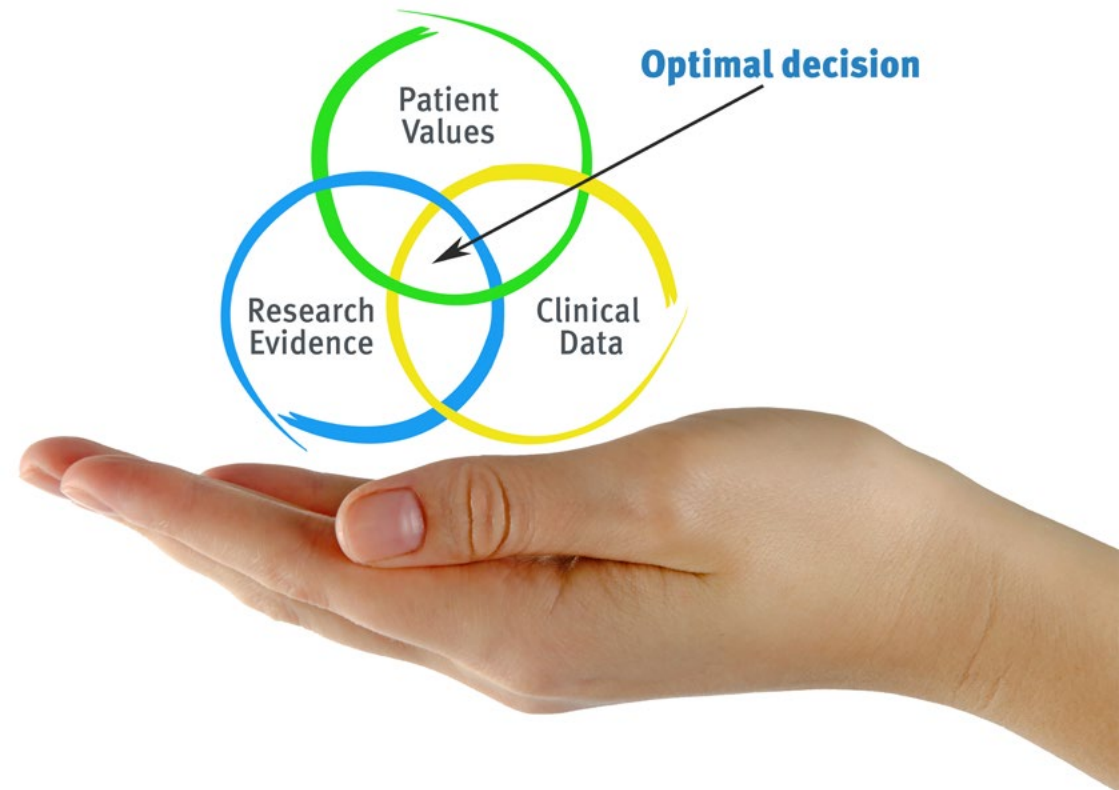 Optimal decision
Patient
Values
Research
Evidence
Clinical
Data